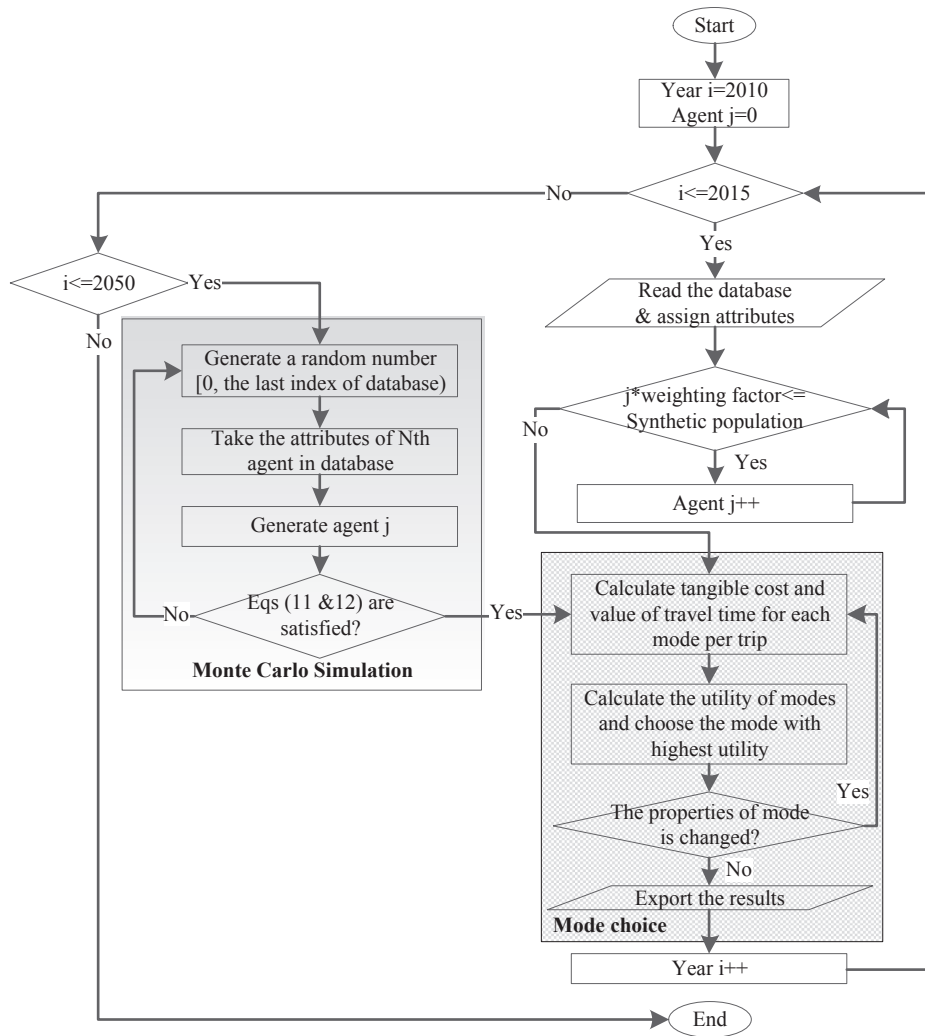 Start
Year i=2010
Agent j=0
i<=2015
No
Yes
i<=2050
Yes
No
Read the database
& assign attributes
Generate a random number
[0, the last index of database)
j*weighting factor<=
Synthetic population
No
Yes
Take the attributes of Nth
agent in database
Agent j++
Generate agent j
Eqs (11 &12) are
satisfied?
No
Yes
Monte Carlo Simulation
Calculate tangible cost and
value of travel time for each
mode per trip
Calculate the utility of modes
and choose the mode with
highest utility
Yes
The properties of mode
is changed?
No
Export the results
Mode choice
Year i++
End